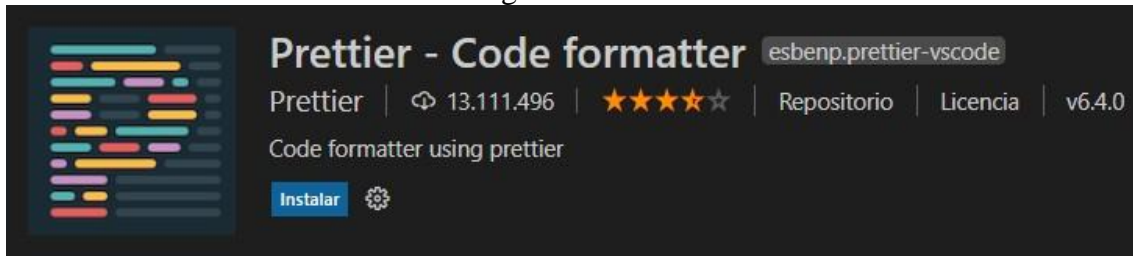 Prettier - Code formatter esbenp.prettier-vscode
Prettier 13.111.496 Repositorio Licencia v6.4.0
Code formatter using prettier
Instalar